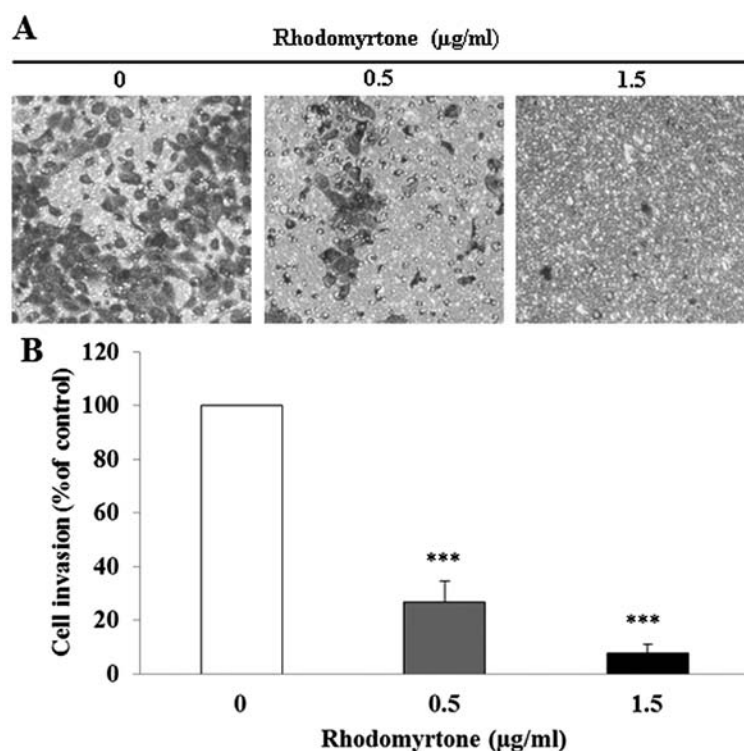 A
Rhodomyrtone (µg/ml)
0 0.5 1.5
B
120
100
80
60
40
20
0
Cell invasion (% of control)
***
***
0 0.5 1.5
Rhodomyrtone (µg/ml)